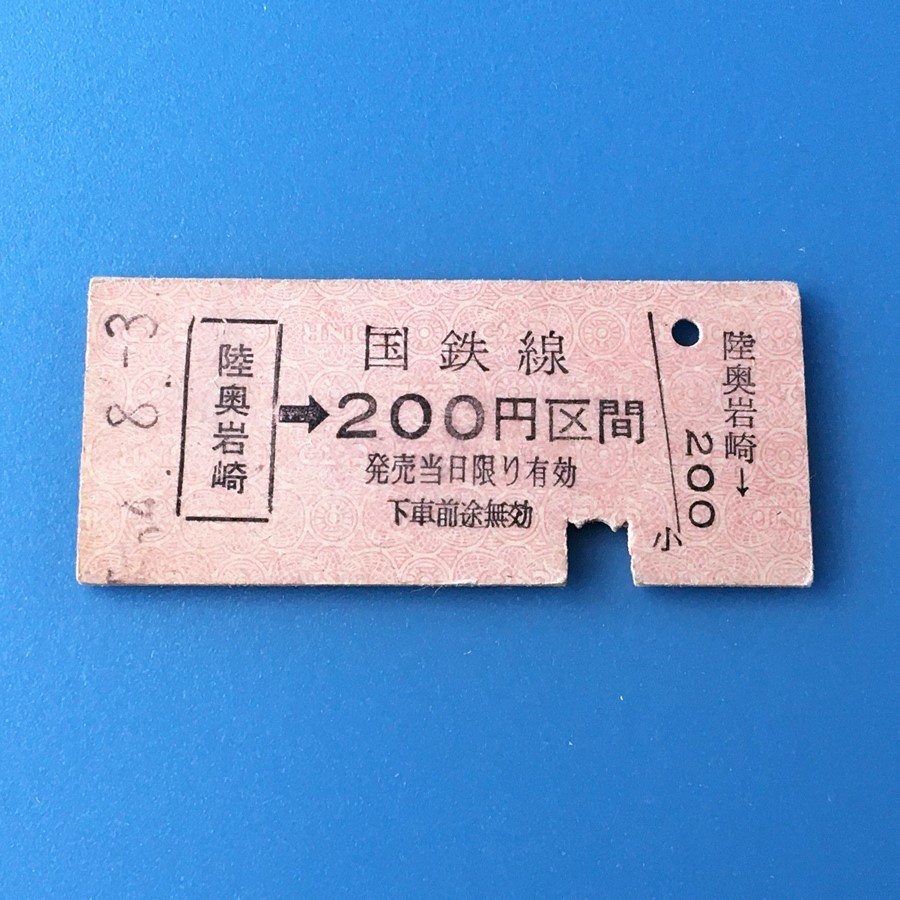 8.-3
陸奥岩崎
国鉄線
➡200円区間
発売当日限り有効
下車前途無効
小
陸奥岩崎→
200